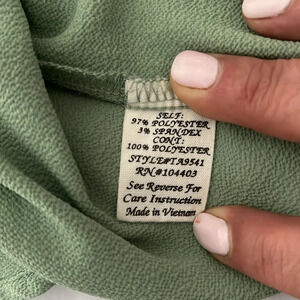 SELF:
97% POLYESTER
3% SPANDEX
CONT:
100% POLYESTER
STYLE#TA9541
RN#104403
See Reverse For
Care Instruction
Made in Vietnam